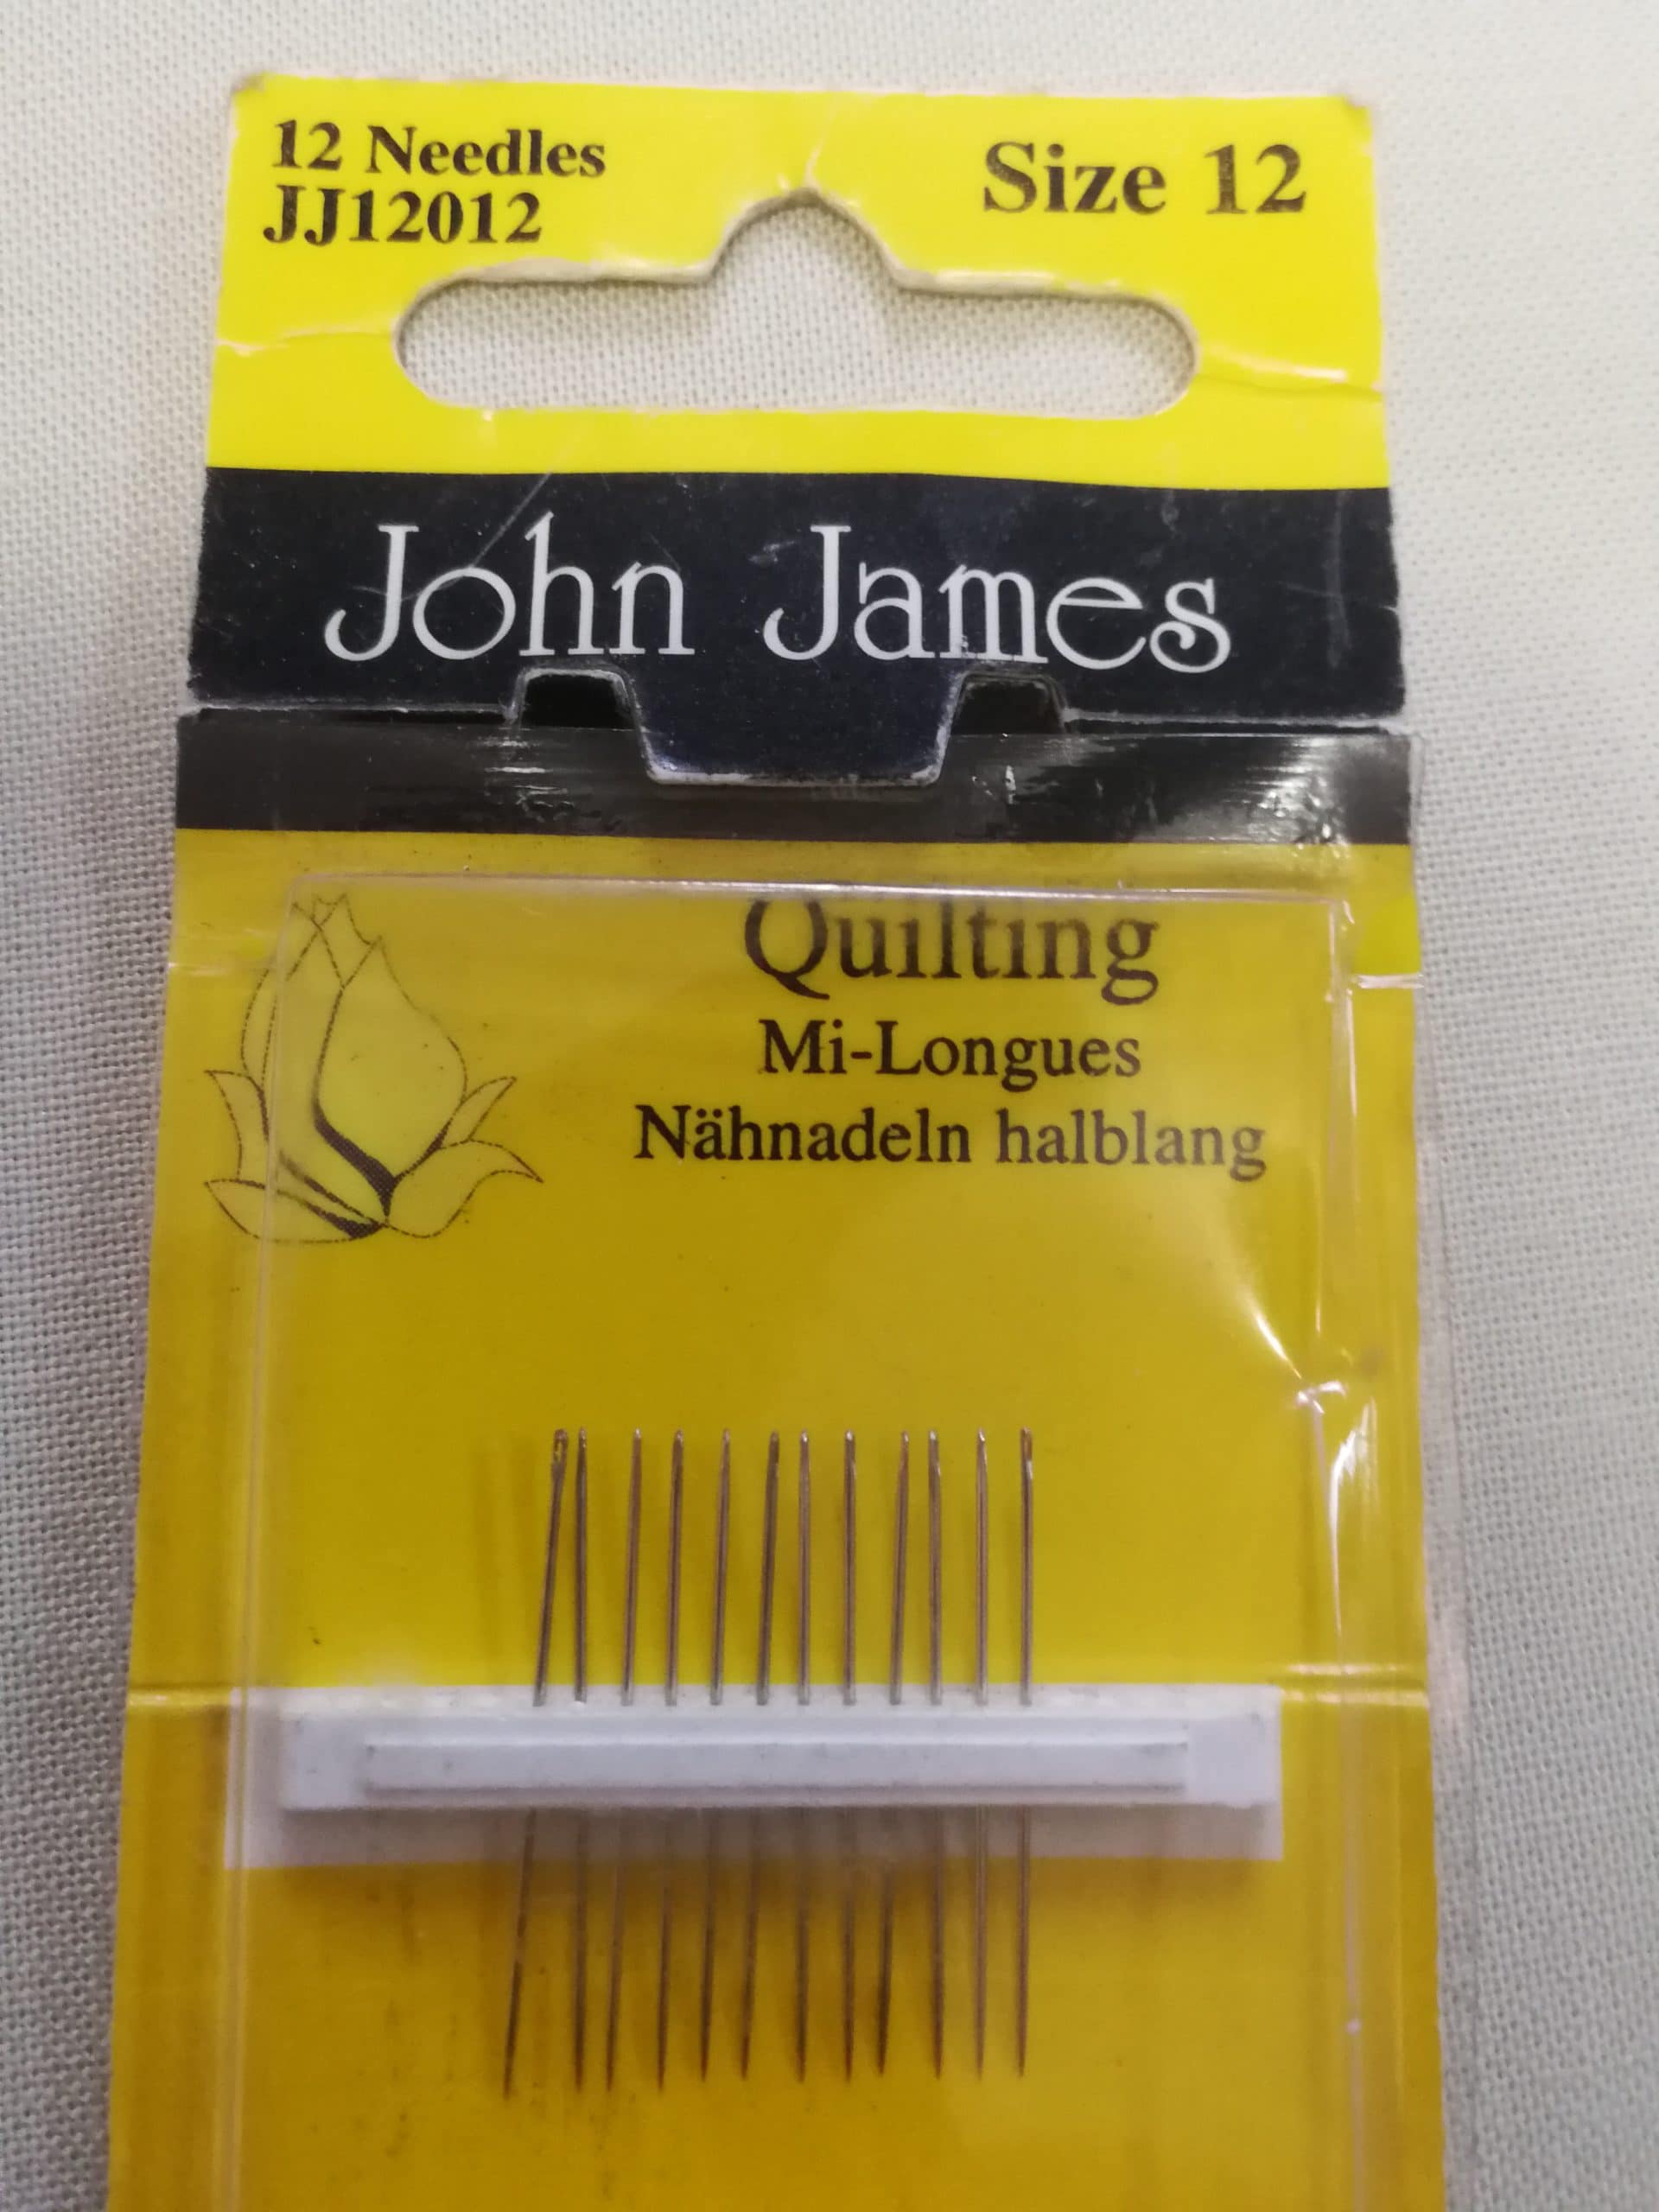 12 Needles
JJ12012
Size 12
John James
Quilting
Mi-Longues
Nähnadeln halblang